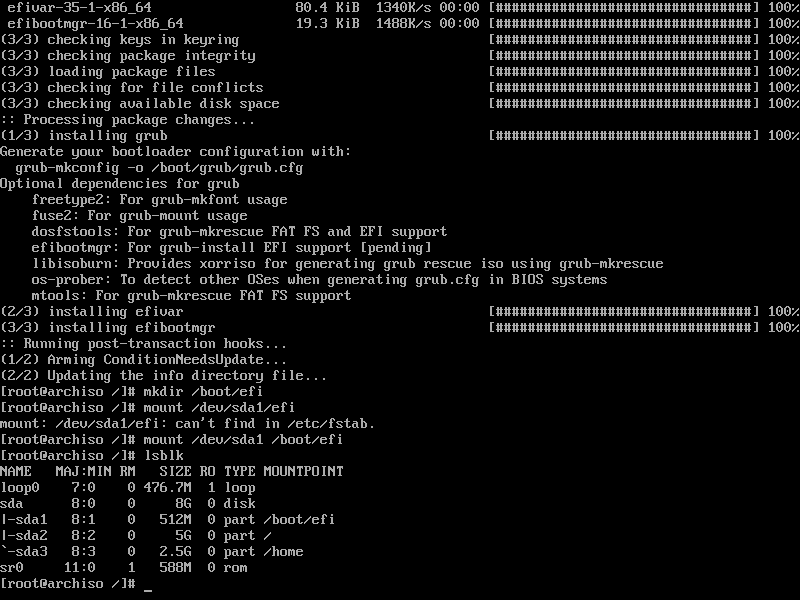 efivar-35-1-x86_64 80.4 KiB 1340K/s 00:00 [################################] 100%
efibootmgr-16-1-x86_64 19.3 KiB 1488K/s 00:00 [################################] 100%
(3/3) checking keys in keyring [################################] 100%
(3/3) checking package integrity [################################] 100%
(3/3) loading package files [################################] 100%
(3/3) checking for file conflicts [################################] 100%
(3/3) checking available disk space [################################] 100%
:: Processing package changes...
(1/3) installing grub [################################] 100%
Generate your bootloader configuration with:
  grub-mkconfig -o /boot/grub/grub.cfg
Optional dependencies for grub
    freetype2: For grub-mkfont usage
    fuse2: For grub-mount usage
    dosfstools: For grub-mkrescue FAT FS and EFI support
    efibootmgr: For grub-install EFI support [pending]
    libisoburn: Provides xorriso for generating grub rescue iso using grub-mkrescue
    os-prober: To detect other OSes when generating grub.cfg in BIOS systems
    mtools: For grub-mkrescue FAT FS support
(2/3) installing efivar [################################] 100%
(3/3) installing efibootmgr [################################] 100%
:: Running post-transaction hooks...
(1/2) Arming ConditionNeedsUpdate...
(2/2) Updating the info directory file...
[root@archiso /]# mkdir /boot/efi
[root@archiso /]# mount /dev/sda1/efi
mount: /dev/sda1/efi: can't find in /etc/fstab.
[root@archiso /]# mount /dev/sda1 /boot/efi
[root@archiso /]# lsblk
NAME   MAJ:MIN RM   SIZE RO TYPE MOUNTPOINT
loop0    7:0    0 476.7M  1 loop
sda      8:0    0     8G  0 disk
|-sda1   8:1    0   512M  0 part /boot/efi
|-sda2   8:2    0     5G  0 part /
`-sda3   8:3    0   2.5G  0 part /home
sr0     11:0    1   588M  0 rom
[root@archiso /]# _